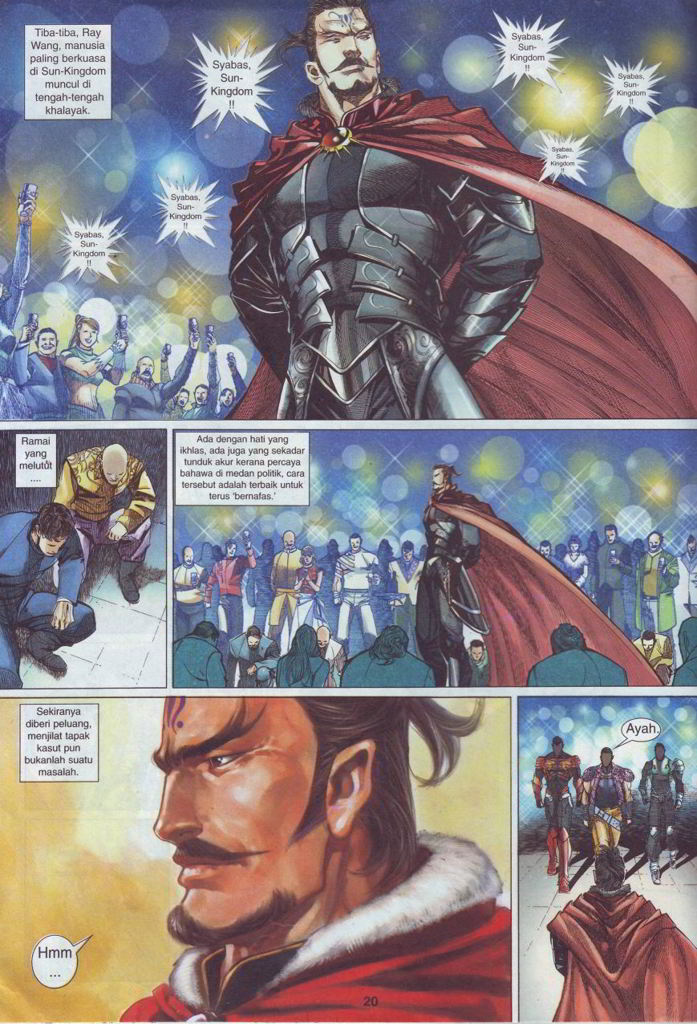 Tiba-tiba, Ray
Wang, manusia
paling berkuasa
di Sun-Kingdom
muncul di
tengah-tengah
khalayak.
Syabas,
Sun-
Kingdom
!!
Syabas,
Sun-
Kingdom
!!
Syabas,
Sun-
Kingdom
!!
Syabas,
Sun-
Kingdom
!!
Syabas,
Sun-
Kingdom
!!
Syabas,
Sun-
Kingdom
!!
Ramai
yang
melutut
....
Ada dengan hati yang
ikhlas, ada juga yang sekadar
tunduk akur kerana percaya
bahawa di medan politik, cara
tersebut adalah terbaik untuk
terus 'bernafas.'
Sekiranya
diberi peluang,
menjilat tapak
kasut pun
bukanlah suatu
masalah.
Hmm
...
Ayah.
20